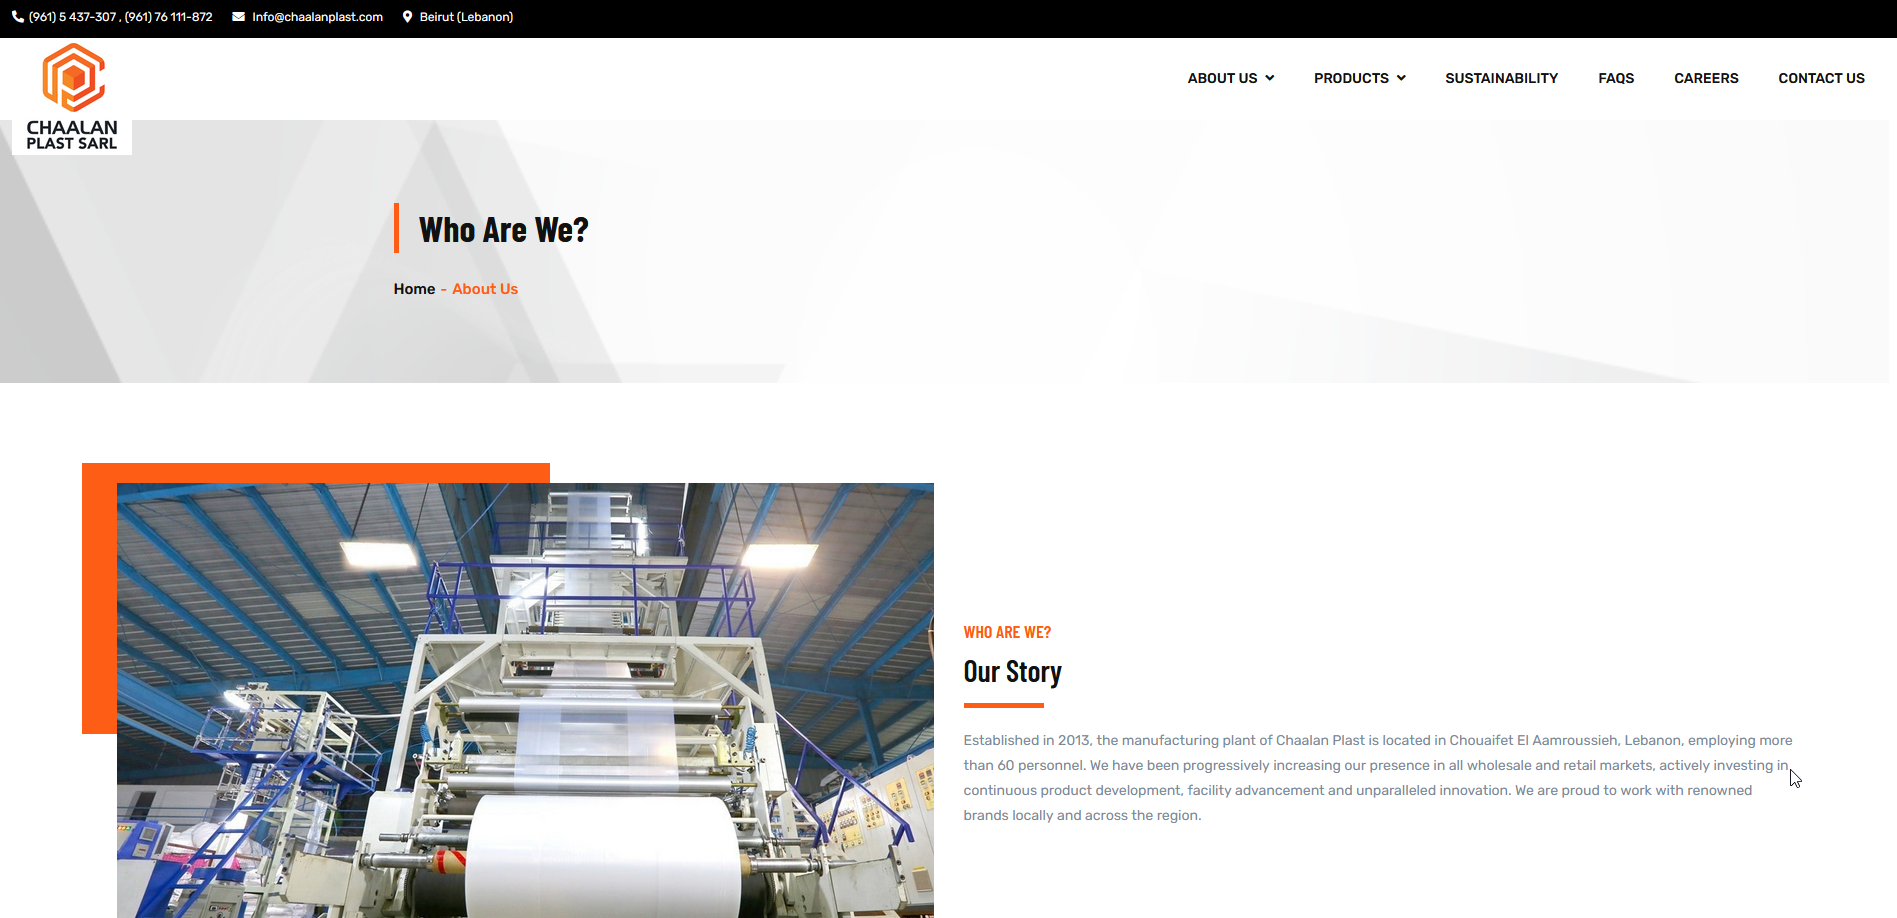 (961) 5 437-307 , (961) 76 111-872 Info@chaalanplast.com Beirut (Lebanon)
CHAALAN
PLAST SARL
ABOUT US PRODUCTS SUSTAINABILITY FAQS CAREERS CONTACT US
Who Are We?
Home - About Us
WHO ARE WE?
Our Story
Established in 2013, the manufacturing plant of Chaalan Plast is located in Chouaifet El Aamroussieh, Lebanon, employing more
than 60 personnel. We have been progressively increasing our presence in all wholesale and retail markets, actively investing in
continuous product development, facility advancement and unparalleled innovation. We are proud to work with renowned
brands locally and across the region.